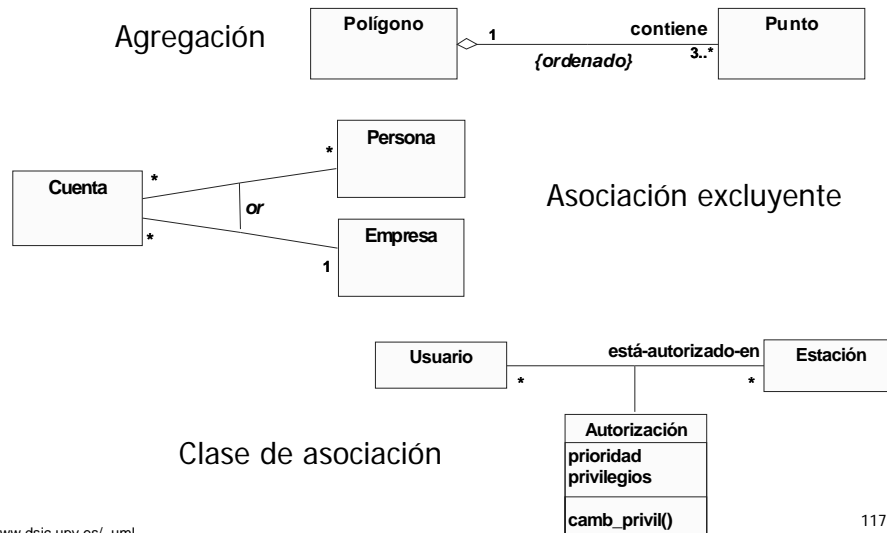 Agregación
Polígono
1
contiene
{ordenado}
3..*
Punto
Cuenta
*
*
or
*
Persona
Empresa
1
Asociación excluyente
Usuario
*
está-autorizado-en
*
Estación
Clase de asociación
Autorización
prioridad
privilegios
camb_privil()
117